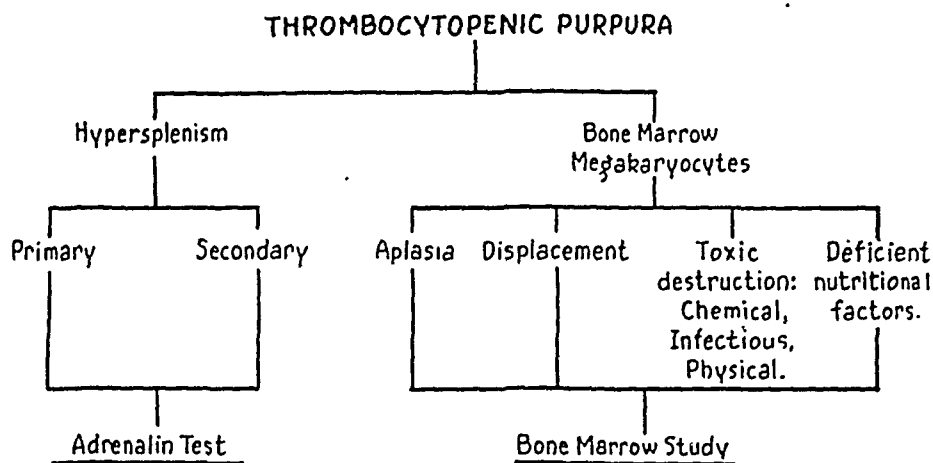 THROMBOCYTOPENIC PURPURA
Hypersplenism
Bone Marrow
Megakaryocytes
Primary
Secondary
Aplasia
Displacement
Toxic
destruction:
Chemical,
Infectious,
Physical.
Deficient
nutritional
factors.
Adrenalin Test
Bone Marrow Study